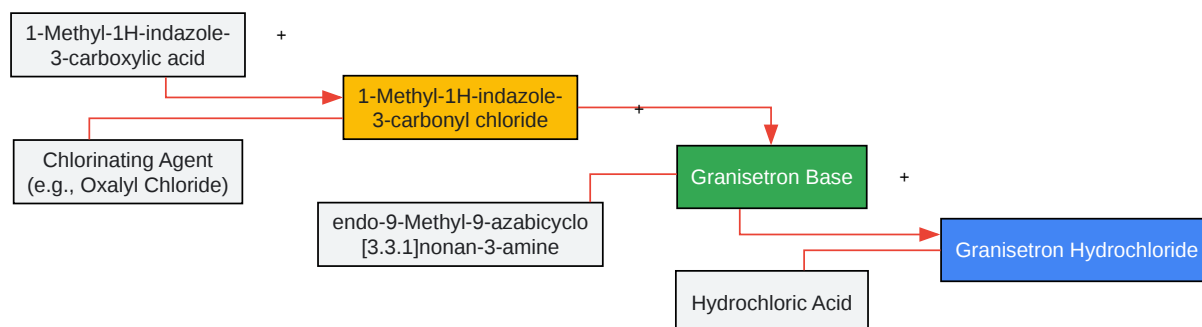 1-Methyl-1H-indazole-
3-carboxylic acid
+
1-Methyl-1H-indazole-
3-carbonyl chloride
+
Chlorinating Agent
(e.g., Oxalyl Chloride)
Granisetron Base
+
endo-9-Methyl-9-azabicyclo
[3.3.1]nonan-3-amine
Granisetron Hydrochloride
Hydrochloric Acid